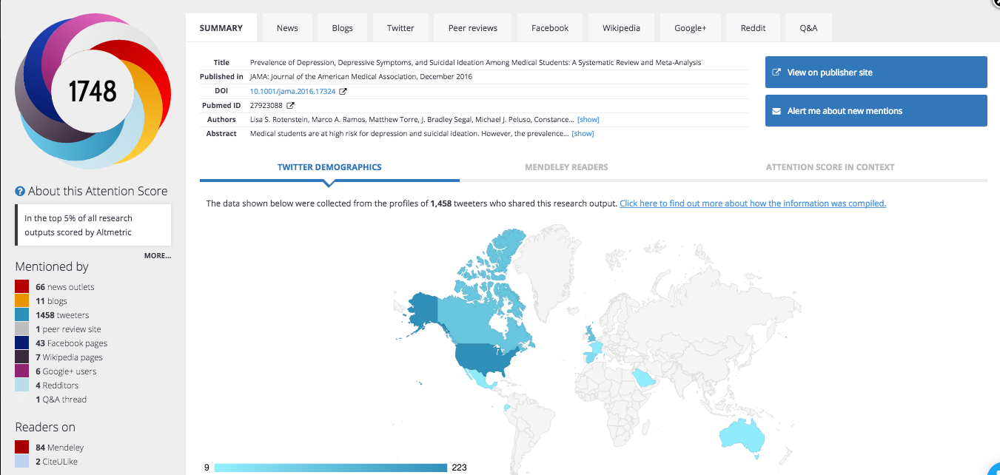 SUMMARY News Blogs Twitter Peer reviews Facebook Wikipedia Google+ Reddit Q&A
1748
Title Prevalence of Depression, Depressive Symptoms, and Suicidal Ideation Among Medical Students: A Systematic Review and Meta-Analysis
Published in JAMA: Journal of the American Medical Association, December 2016
DOI 10.1001/jama.2016.17324
Pubmed ID 27923088
Authors Lisa S. Rotenstein, Marco A. Ramos, Matthew Torre, J. Bradley Segal, Michael J. Peluso, Constance... [show]
Abstract Medical students are at high risk for depression and suicidal ideation. However, the prevalence... [show]
View on publisher site
Alert me about new mentions
? About this Attention Score
In the top 5% of all research
outputs scored by Altmetric
MORE...
Mentioned by
66 news outlets
11 blogs
1458 tweeters
1 peer review site
43 Facebook pages
7 Wikipedia pages
6 Google+ users
4 Redditors
1 Q&A thread
Readers on
84 Mendeley
2 CiteULike
TWITTER DEMOGRAPHICS MENDELEY READERS ATTENTION SCORE IN CONTEXT
The data shown below were collected from the profiles of 1,458 tweeters who shared this research output. Click here to find out more about how the information was compiled.
9 223